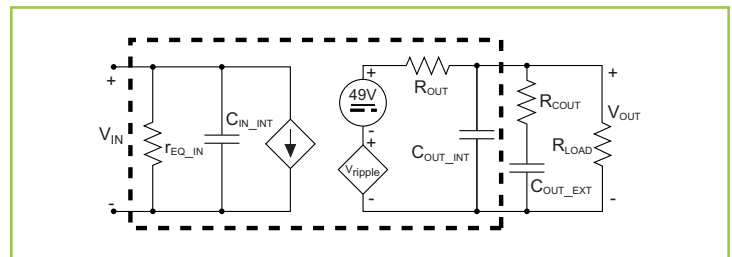 +
+
+
49V
R_OUT
R_COUT
V_IN
C_IN_INT
V_OUT
r_EQ_IN
-
+
C_OUT_INT
R_LOAD
V_ripple
C_OUT_EXT
-
-
-